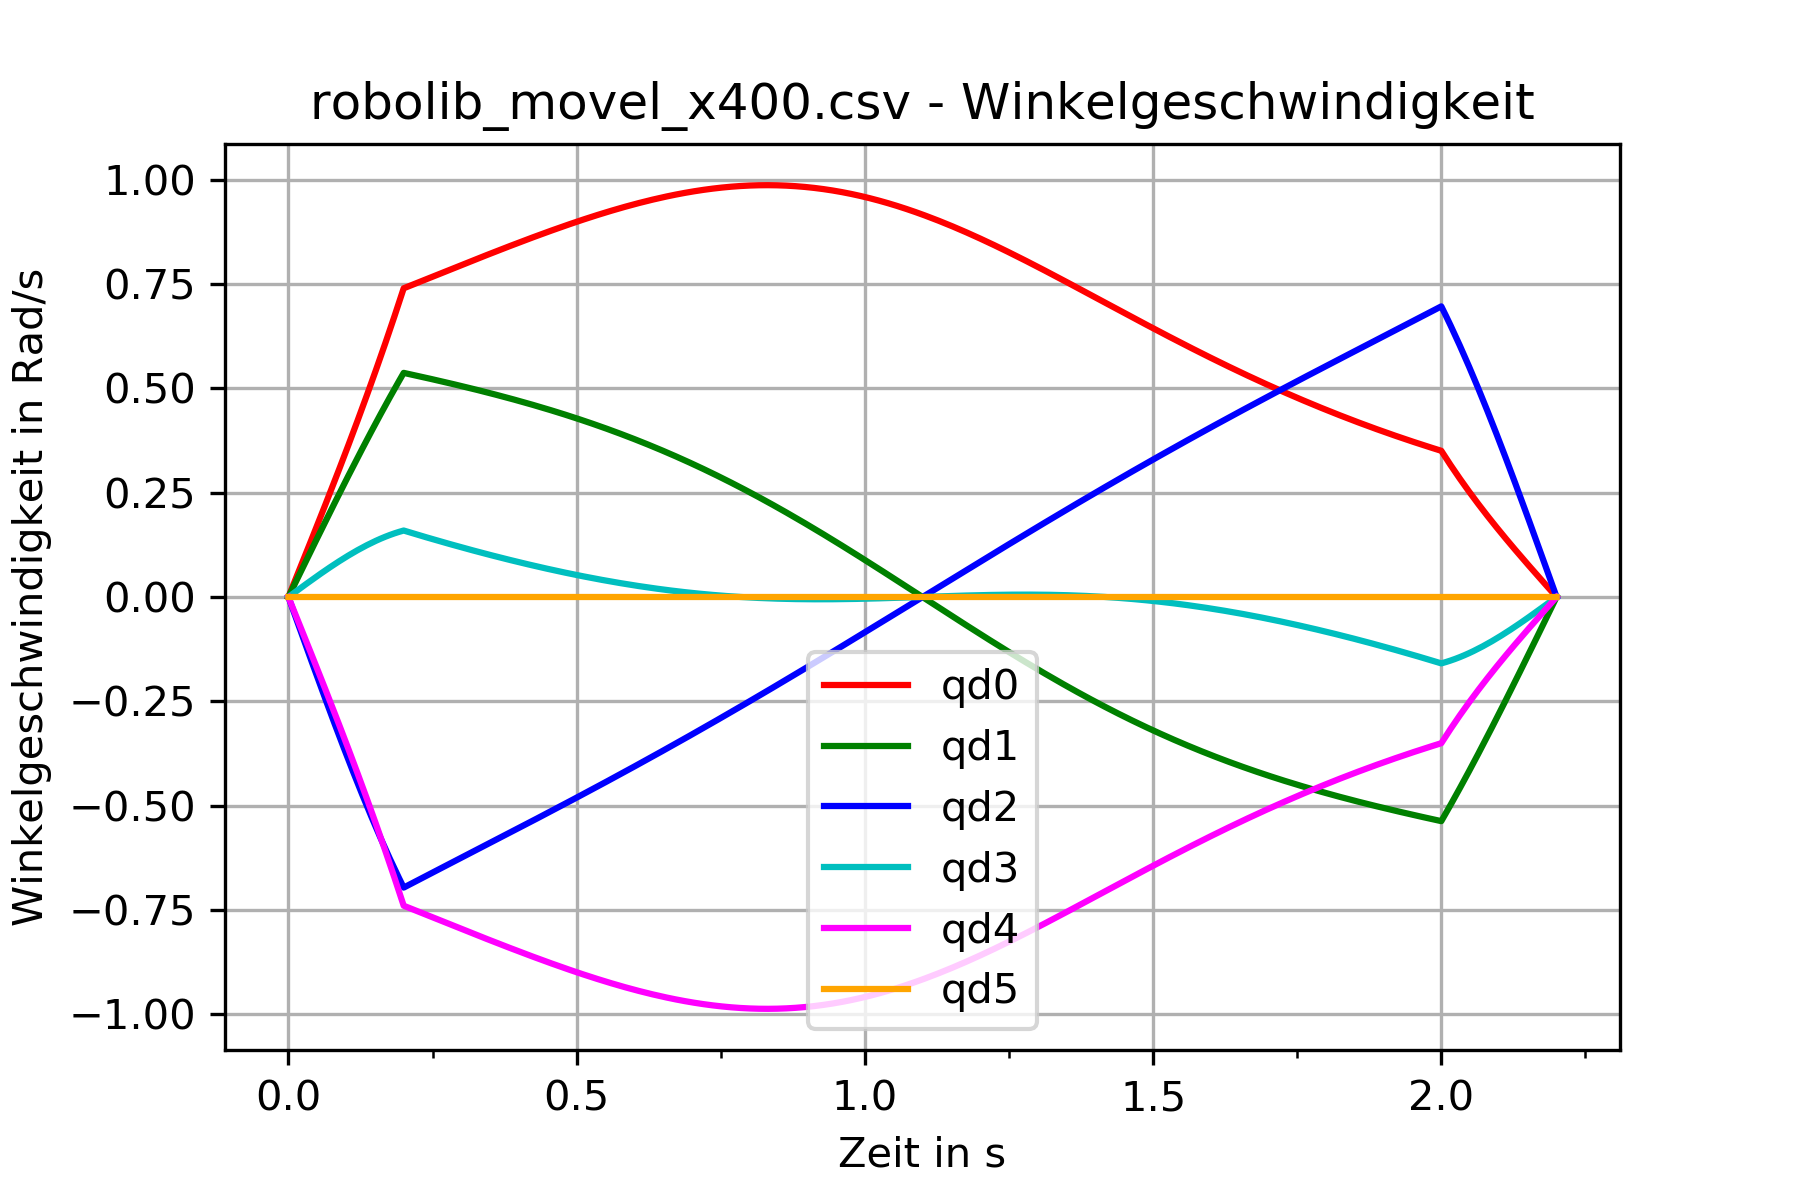 robolib_movel_x400.csv - Winkelgeschwindigkeit
Winkelgeschwindigkeit in Rad/s
1.00
0.75
0.50
0.25
0.00
−0.25
−0.50
−0.75
−1.00
qd0
qd1
qd2
qd3
qd4
qd5
0.0 0.5 1.0 1.5 2.0
Zeit in s